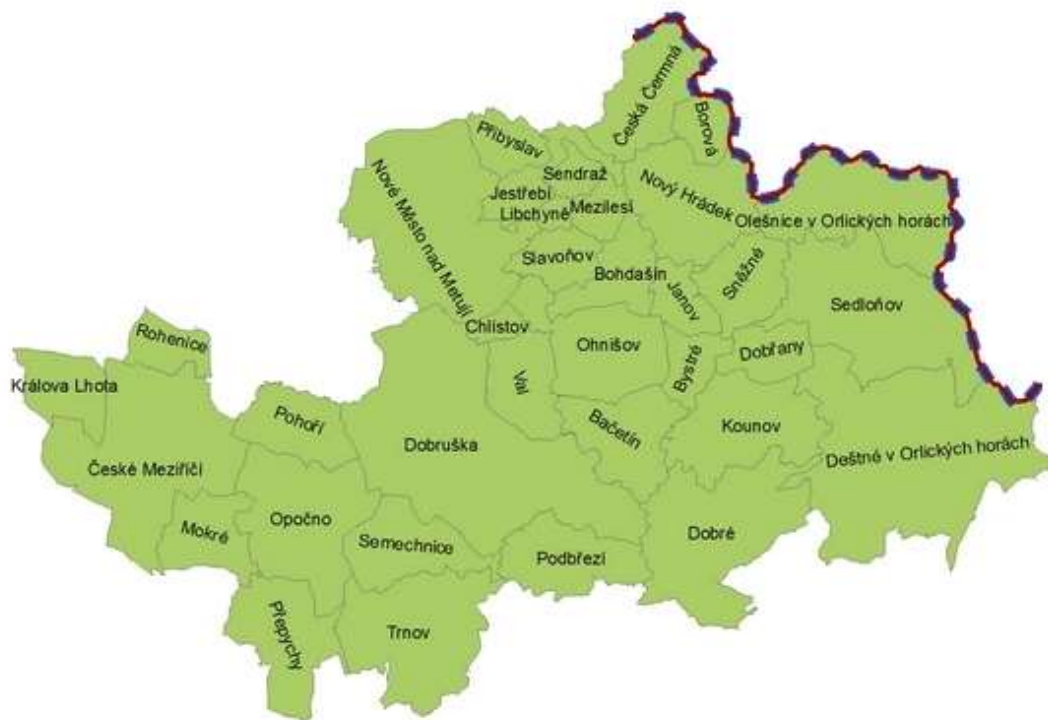 Česká Čermná
Borová
Přibyslav
Sendraž
Nové Město nad Metují
Jestřebí
Libchyně
Mezilesí
Nový Hrádek
Olešnice v Orlických horách
Slavoňov
Bohdašín
Janov
Sněžné
Sedloňov
Chlístov
Rohenice
Ohnišov
Bystré
Dobřany
Králova Lhota
Val
Pohoří
Bačetín
Kounov
Dobruška
Deštné v Orlických horách
České Meziříčí
Mokré
Opočno
Semechnice
Podbřezí
Dobré
Přepychy
Trnov